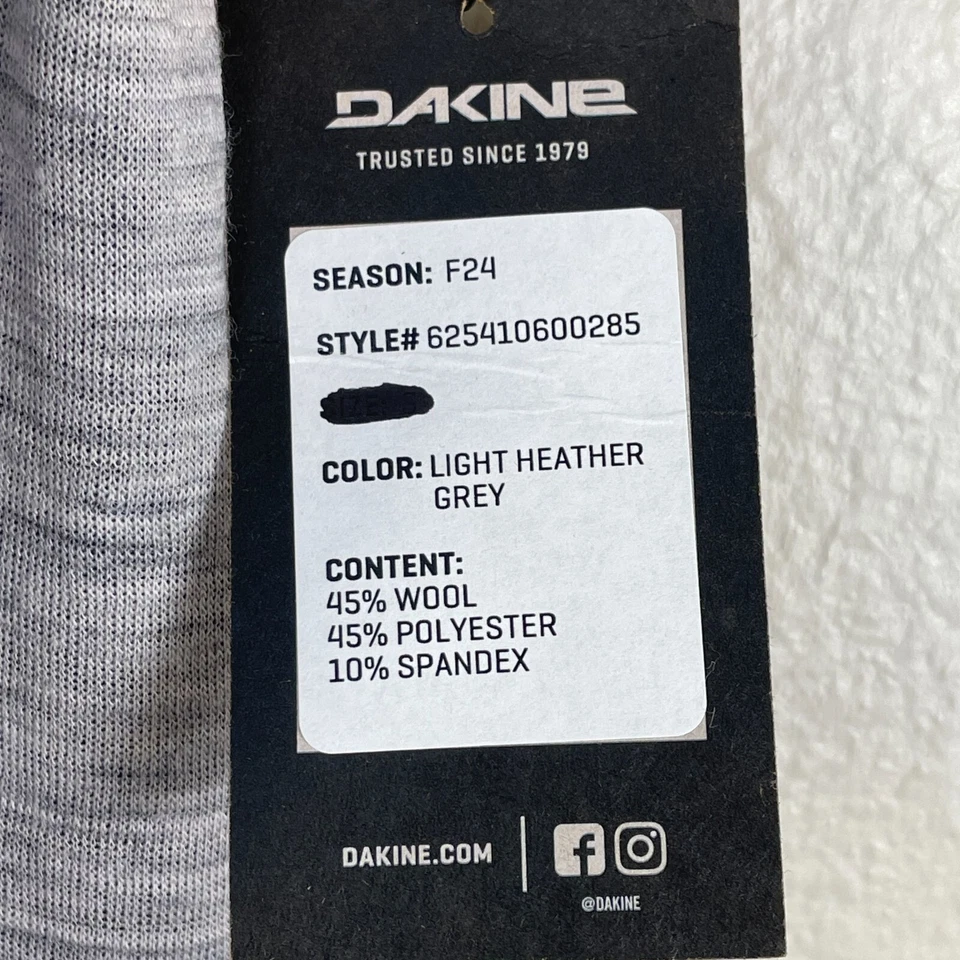 DAKINE
TRUSTED SINCE 1979
SEASON: F24
STYLE# 625410600285
COLOR: LIGHT HEATHER
GREY
CONTENT:
45% WOOL
45% POLYESTER
10% SPANDEX
DAKINE.COM
@DAKINE